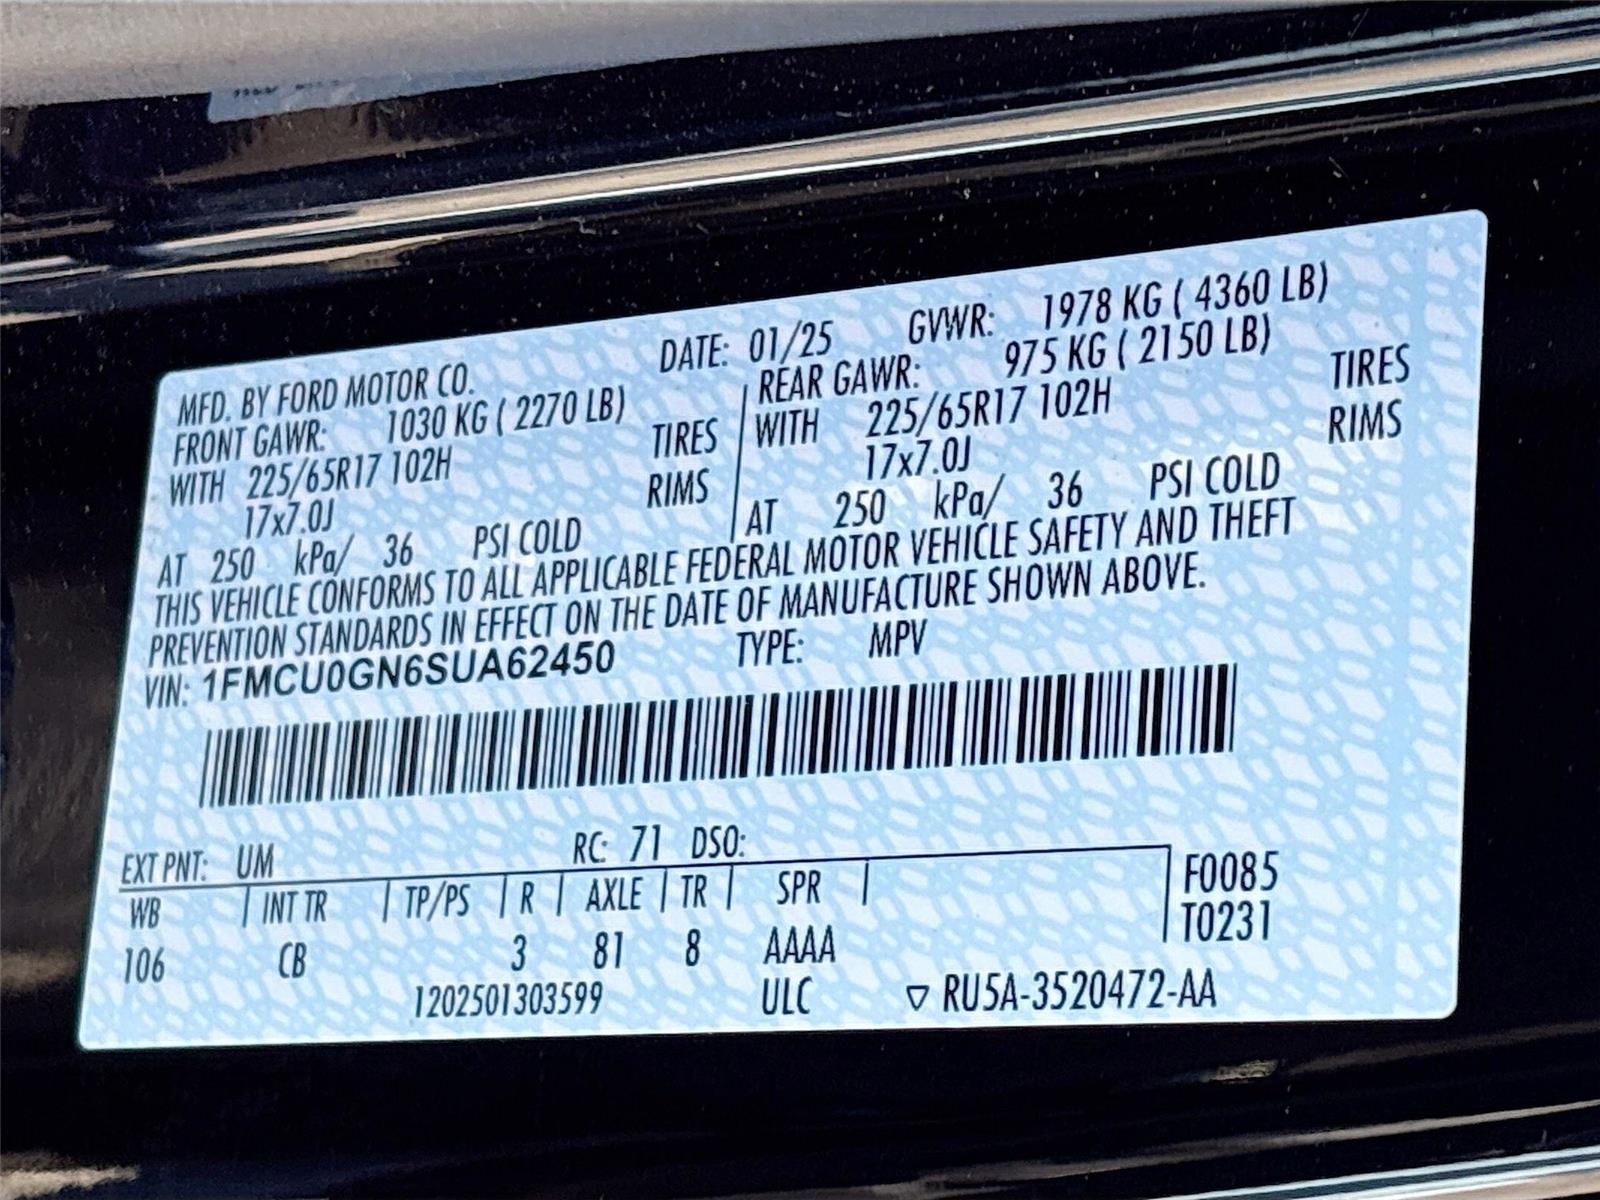 MFD. BY FORD MOTOR CO. DATE: 01/25 GVWR: 1978 KG ( 4360 LB)
FRONT GAWR: 1030 KG ( 2270 LB) REAR GAWR: 975 KG ( 2150 LB)
WITH 225/65R17 102H TIRES WITH 225/65R17 102H TIRES
17x7.0J RIMS 17x7.0J RIMS
AT 250 kPa/ 36 PSI COLD AT 250 kPa/ 36 PSI COLD
THIS VEHICLE CONFORMS TO ALL APPLICABLE FEDERAL MOTOR VEHICLE SAFETY AND THEFT
PREVENTION STANDARDS IN EFFECT ON THE DATE OF MANUFACTURE SHOWN ABOVE.
VIN: 1FMCU0GN6SUA62450 TYPE: MPV
EXT PNT: UM RC: 71 DSO:
WB INT TR TP/PS R AXLE TR SPR F0085
T0231
106 CB 3 81 8 AAAA
1202501303599 ULC ▽ RU5A-3520472-AA